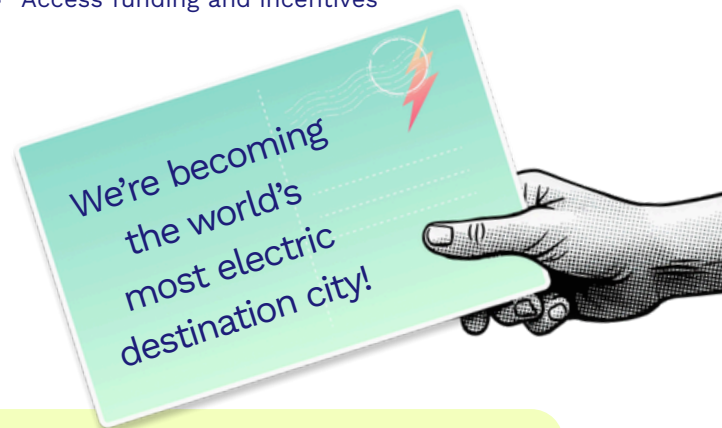 Access funding and incentives
We're becoming
the world's
most electric
destination city!